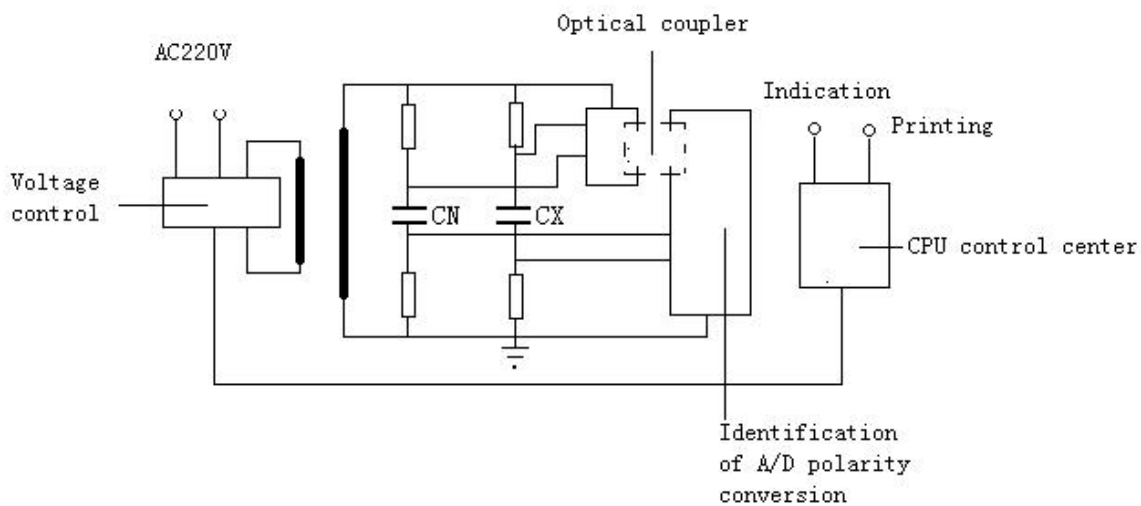 Optical coupler
AC220V
Indication
Printing
Voltage
control
CN
CX
CPU control center
Identification
of A/D polarity
conversion